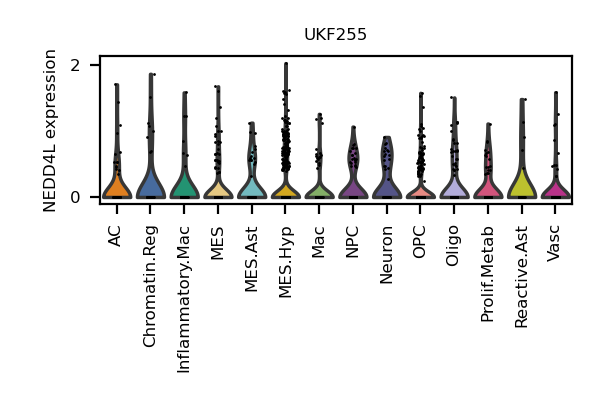 UKF255
NEDD4L expression
2
0
AC
Chromatin.Reg
Inflammatory.Mac
MES
MES.Ast
MES.Hyp
Mac
NPC
Neuron
OPC
Oligo
Prolif.Metab
Reactive.Ast
Vasc